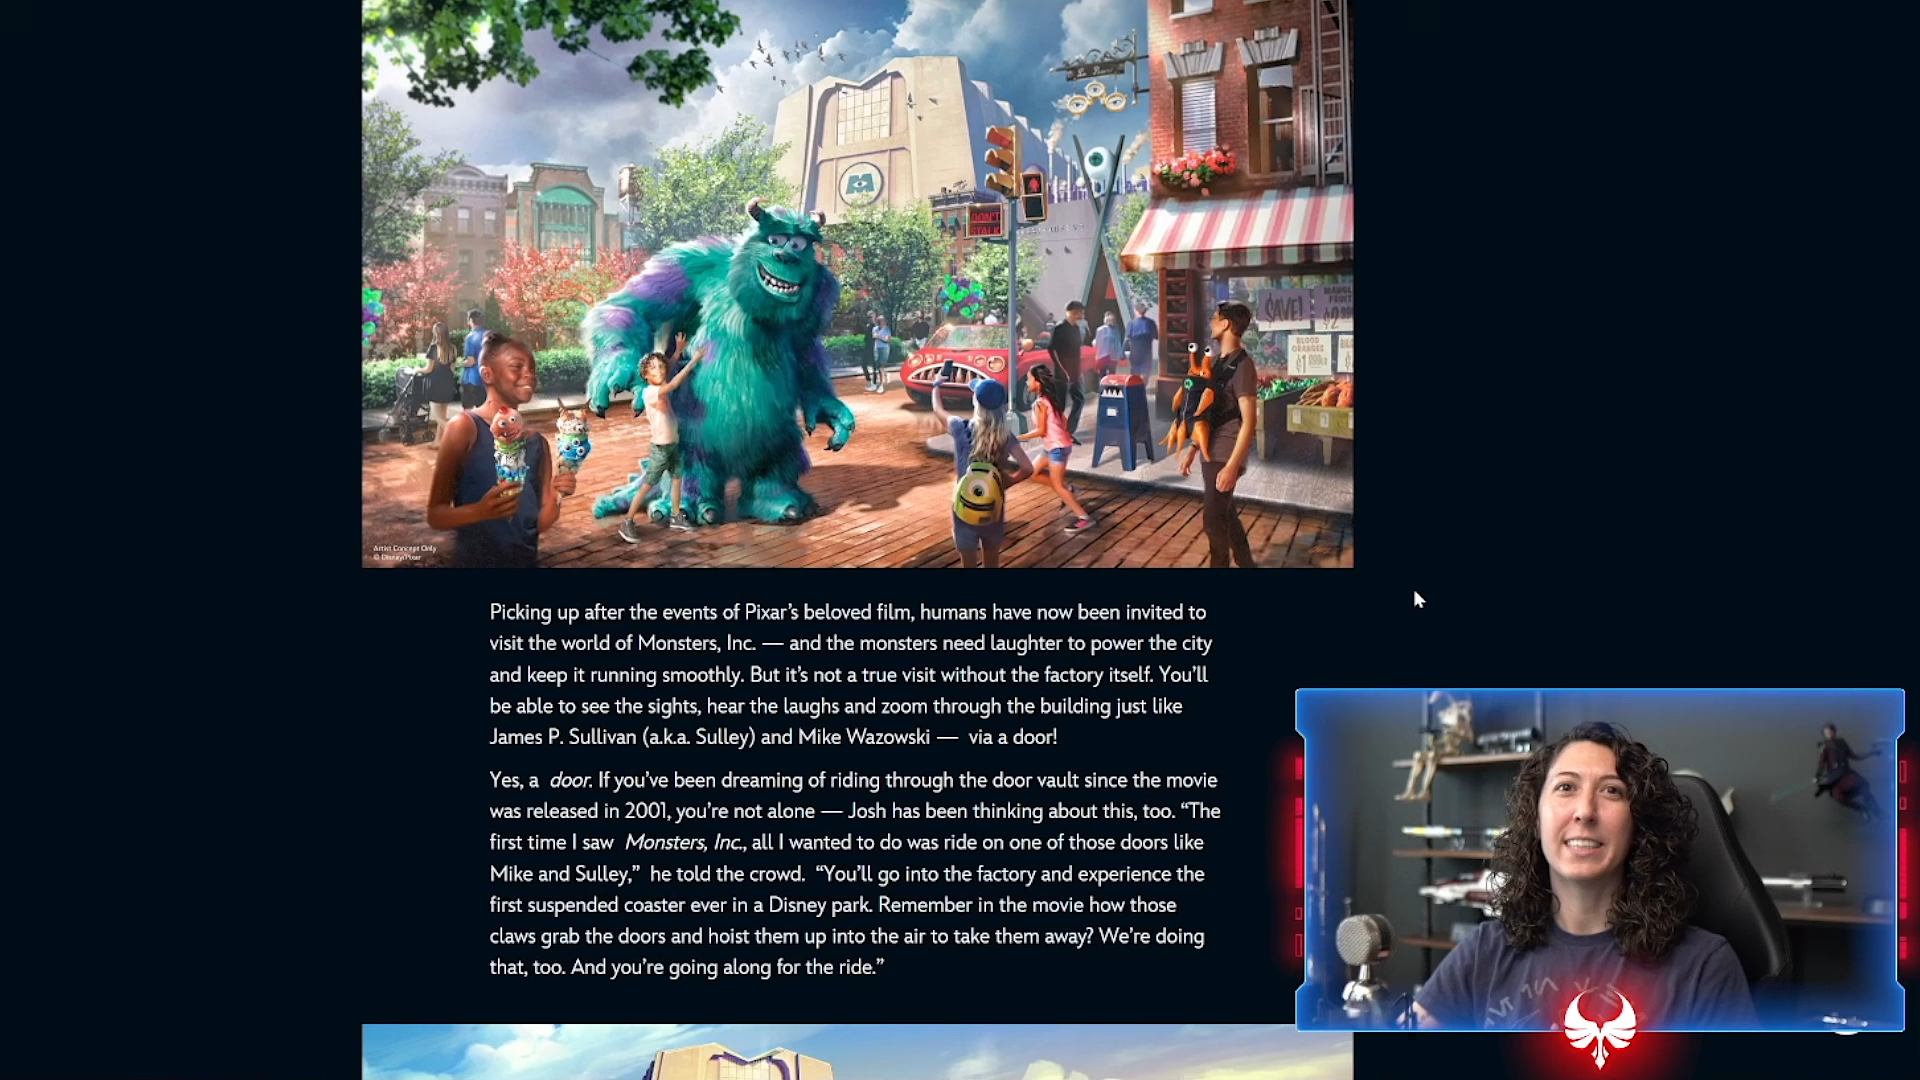 DON'T
STALK
SAVE!
BLOOD
ORANGES
Artist Concept Only
© Disney/Pixar
Picking up after the events of Pixar’s beloved film, humans have now been invited to
visit the world of Monsters, Inc. — and the monsters need laughter to power the city
and keep it running smoothly. But it’s not a true visit without the factory itself. You’ll
be able to see the sights, hear the laughs and zoom through the building just like
James P. Sullivan (a.k.a. Sulley) and Mike Wazowski — via a door!
Yes, a door. If you’ve been dreaming of riding through the door vault since the movie
was released in 2001, you’re not alone — Josh has been thinking about this, too. “The
first time I saw Monsters, Inc., all I wanted to do was ride on one of those doors like
Mike and Sulley,” he told the crowd. “You’ll go into the factory and experience the
first suspended coaster ever in a Disney park. Remember in the movie how those
claws grab the doors and hoist them up into the air to take them away? We’re doing
that, too. And you’re going along for the ride.”